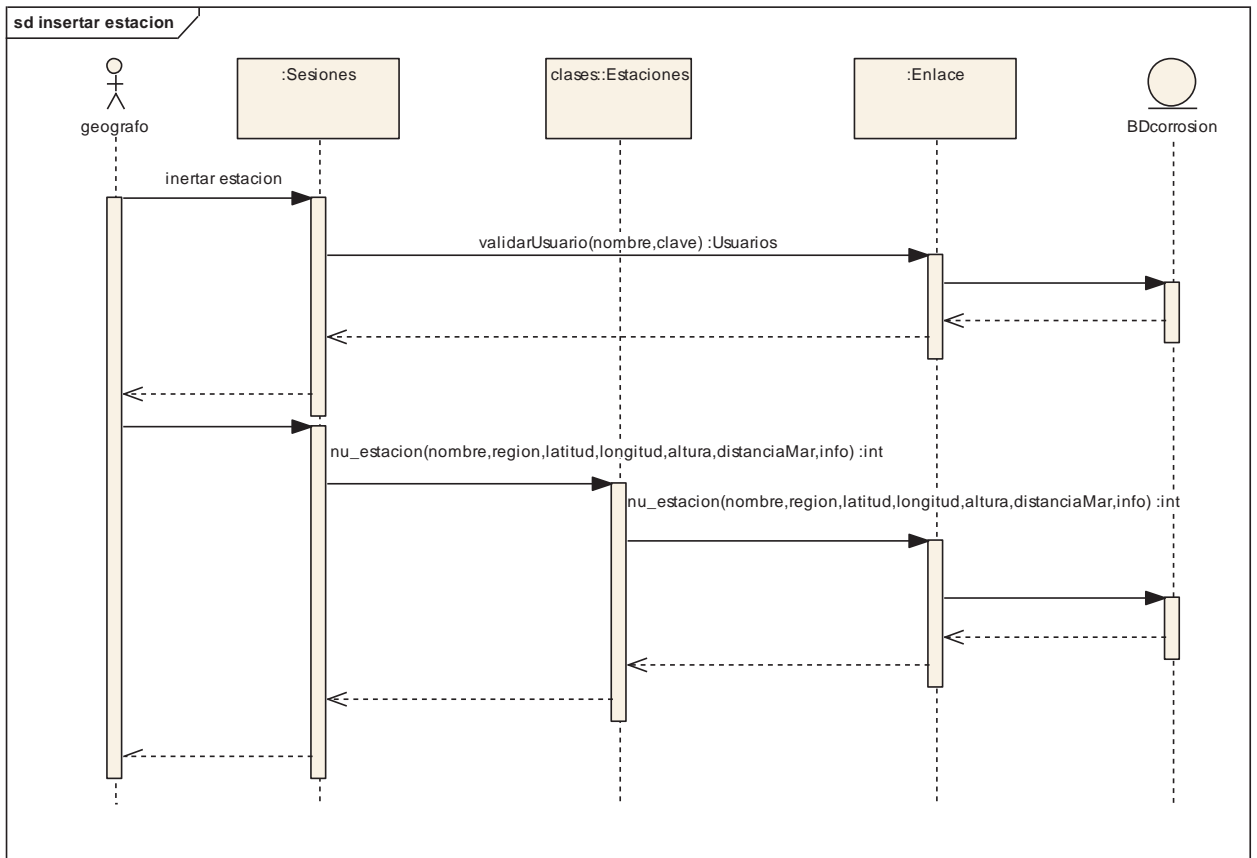 sd insertar estacion
:Sesiones
clases::Estaciones
:Enlace
geografo
BDcorrosion
inertar estacion
validarUsuario(nombre,clave) :Usuarios
nu_estacion(nombre,region,latitud,longitud,altura,distanciaMar,info) :int
nu_estacion(nombre,region,latitud,longitud,altura,distanciaMar,info) :int